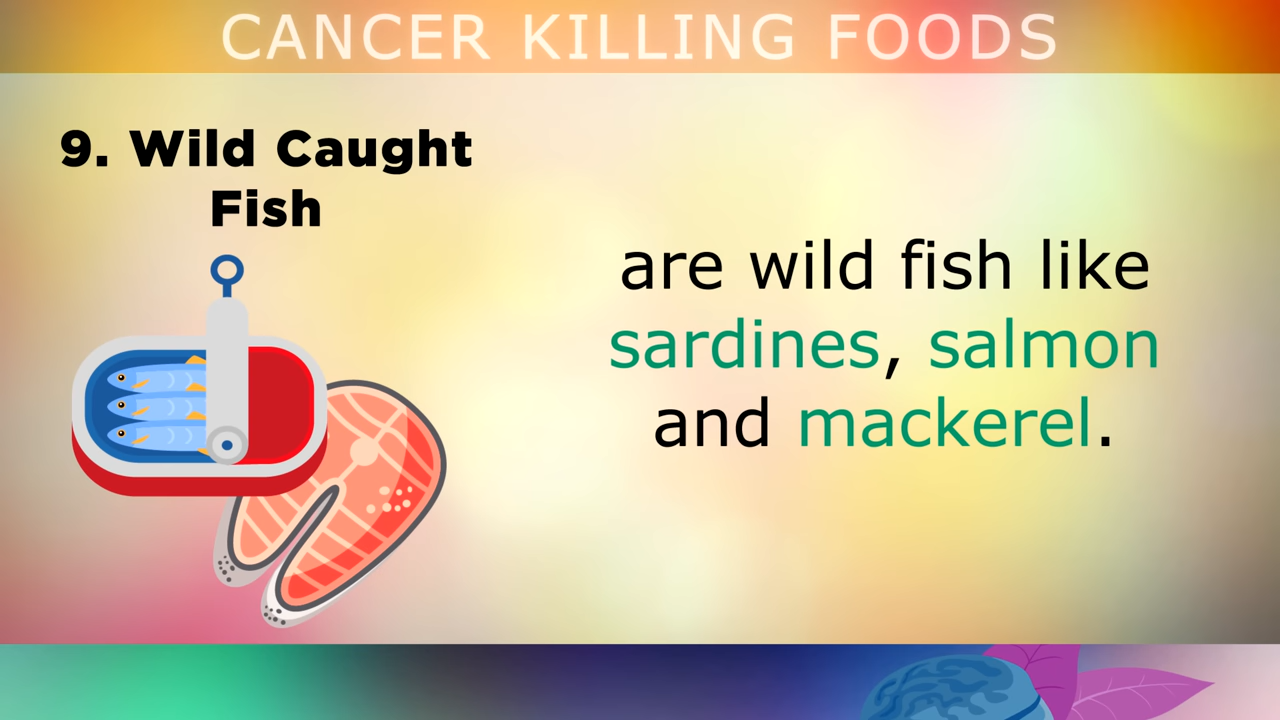 CANCER KILLING FOODS
9. Wild Caught
Fish
are wild fish like
sardines, salmon
and mackerel.